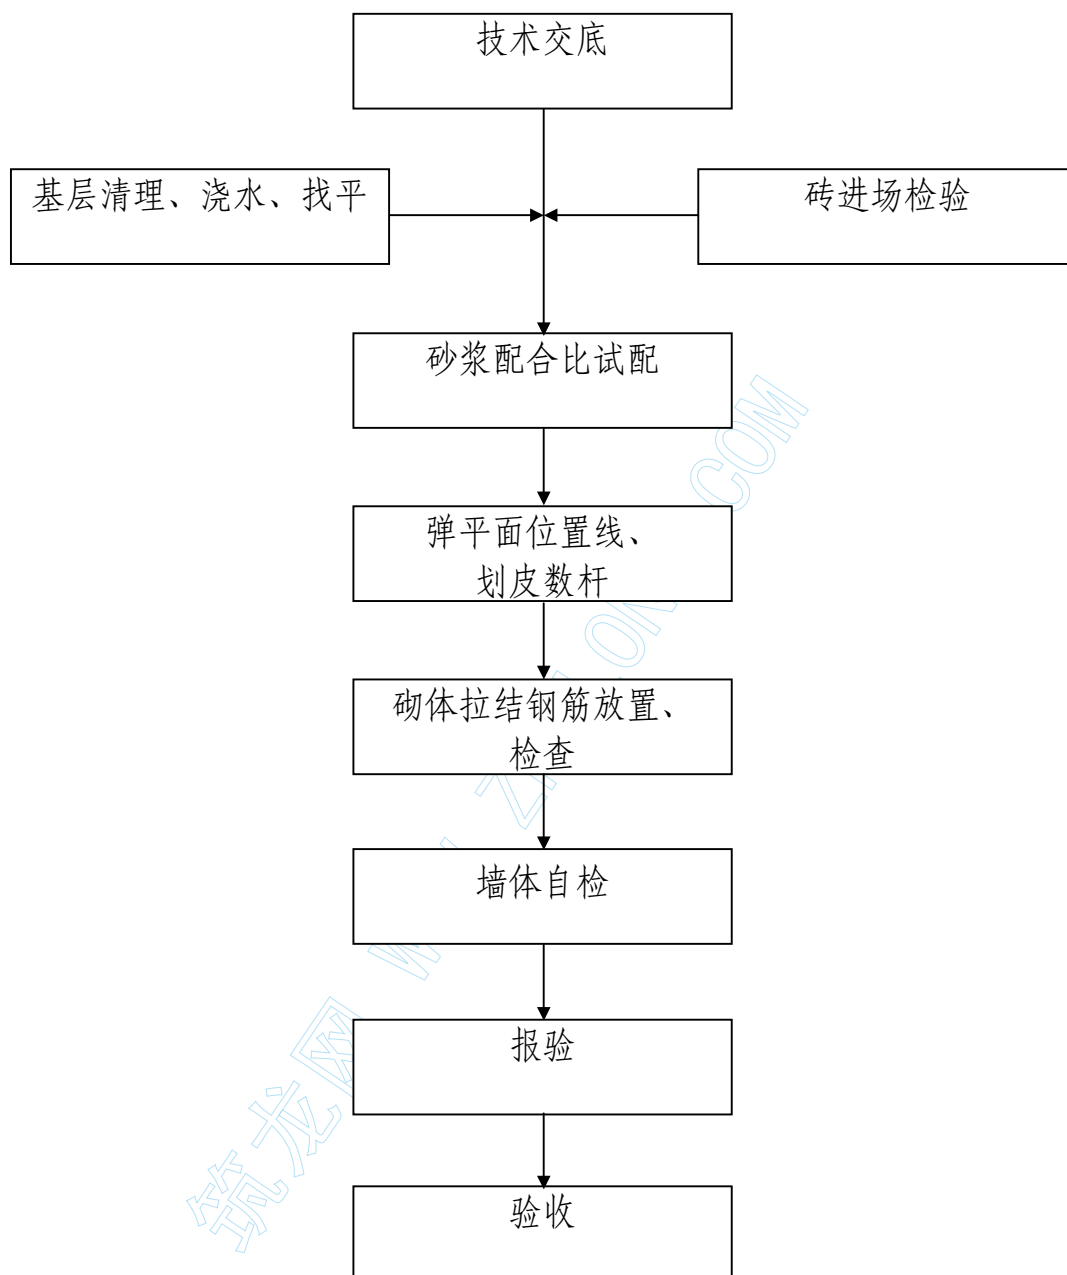 技术交底
基层清理、浇水、找平
砖进场检验
砂浆配合比试配
弹平面位置线、
划皮数杆
砌体拉结钢筋放置、
检查
墙体自检
报验
验收